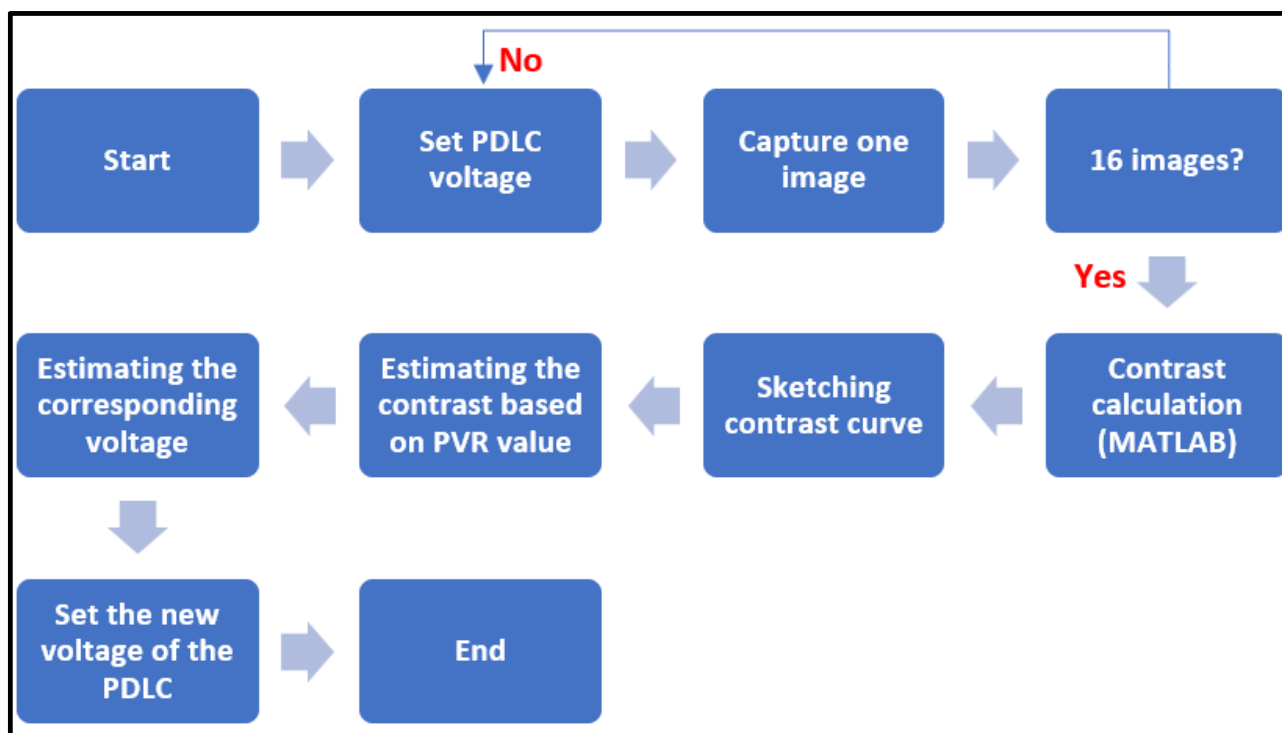 No
Start
Set PDLC
voltage
Capture one
image
16 images?
Yes
Contrast
calculation
(MATLAB)
Sketching
contrast curve
Estimating the
contrast based
on PVR value
Estimating the
corresponding
voltage
Set the new
voltage of the
PDLC
End